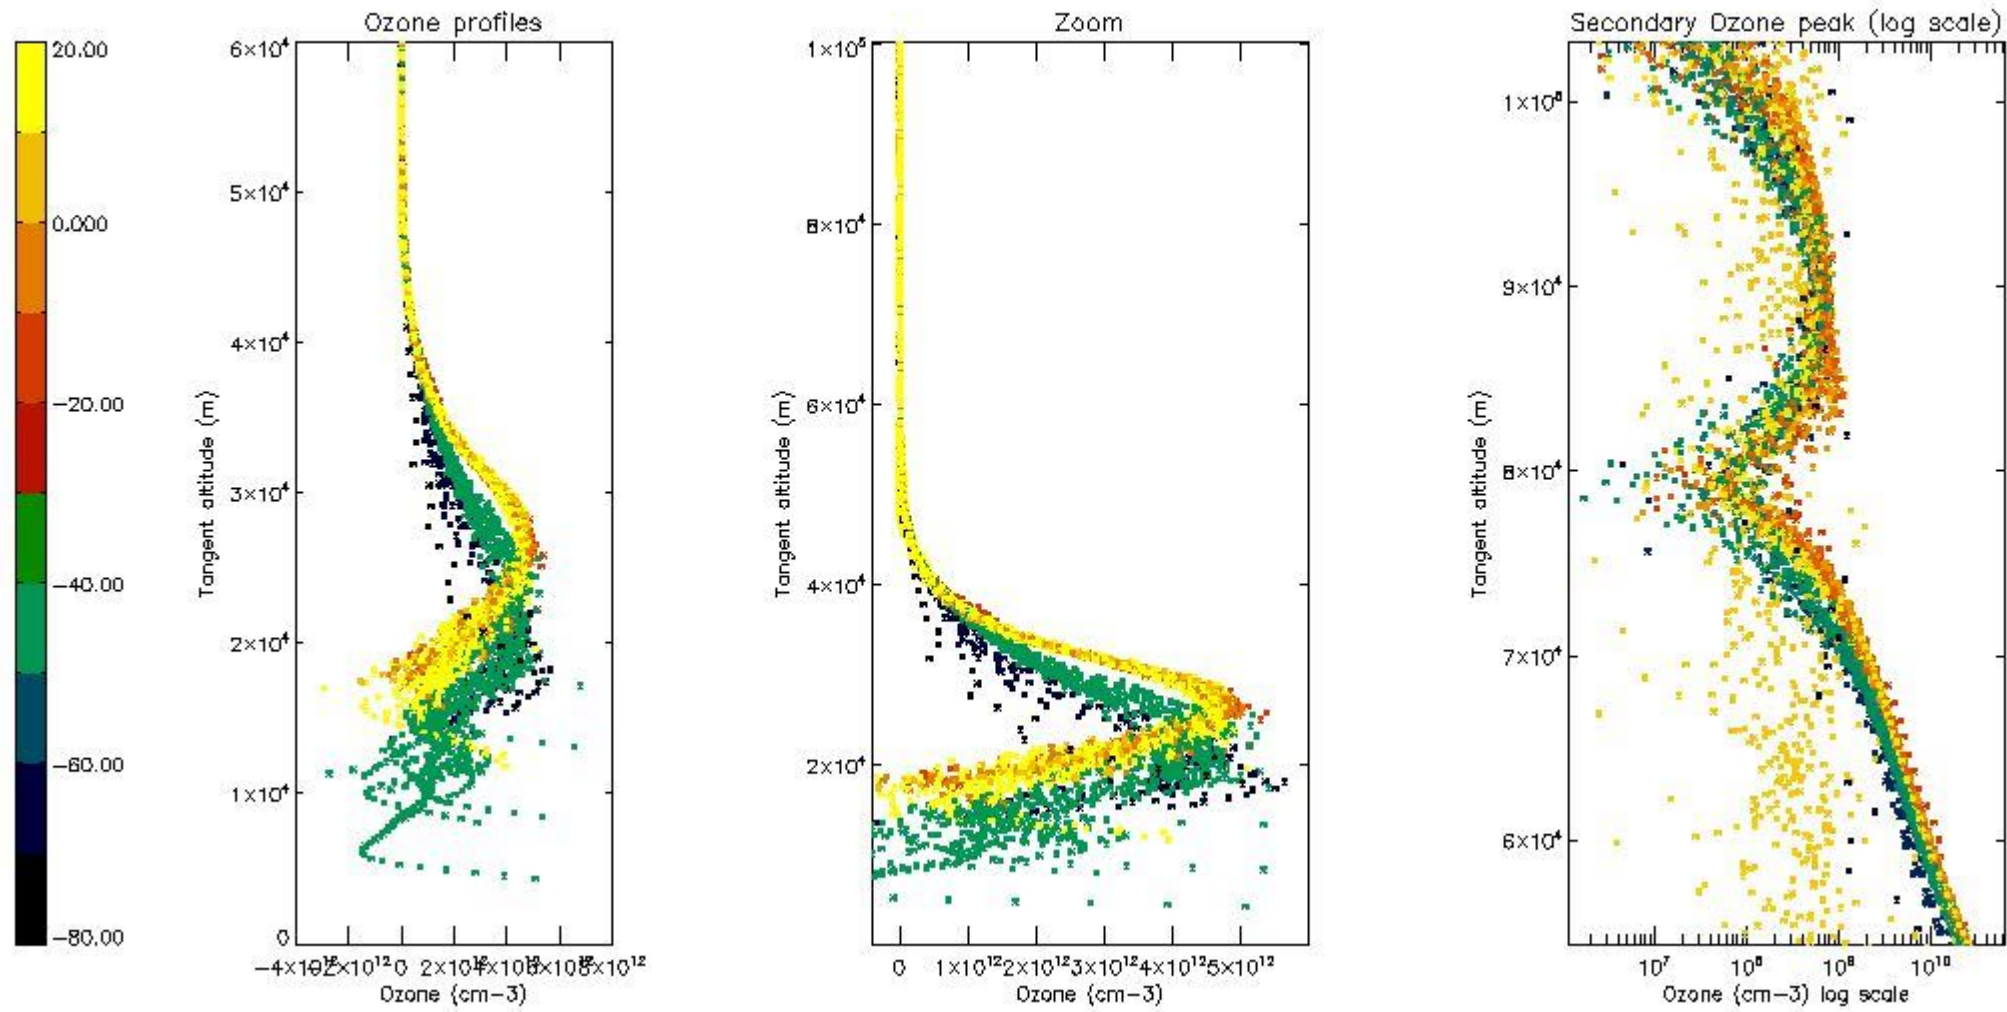 Ozone profiles
Zoom
Secondary Ozone peak (log scale)
20.00
0.000
−20.00
−40.00
−60.00
−80.00
6×10⁴
5×10⁴
4×10⁴
3×10⁴
2×10⁴
1×10⁴
0
Tangent altitude (m)
0
Ozone (cm−3)
1×10⁵
8×10⁴
6×10⁴
4×10⁴
2×10⁴
Tangent altitude (m)
0 1×10¹² 2×10¹² 3×10¹² 4×10¹² 5×10¹²
Ozone (cm−3)
9×10⁴
8×10⁴
7×10⁴
6×10⁴
Tangent altitude (m)
10⁷ 10⁸ 10⁹ 10¹⁰
Ozone (cm−3) log scale